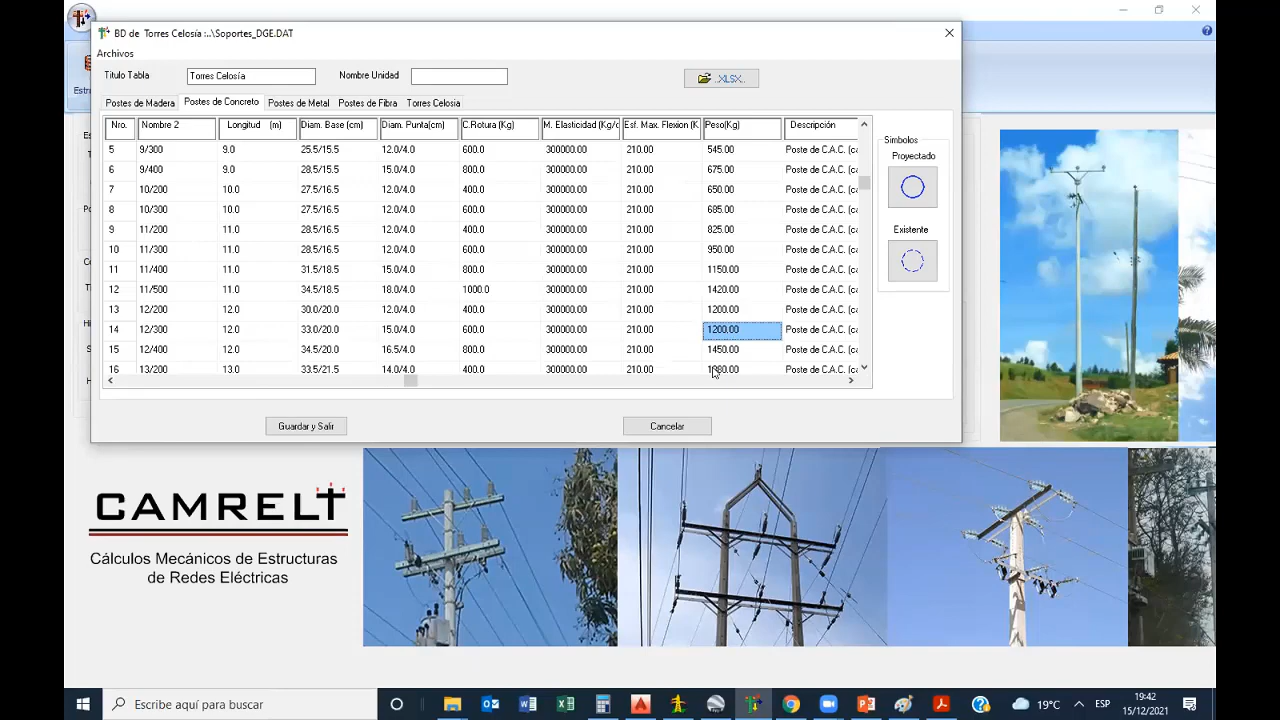 BD de Torres Celosía :..\Soportes_DGE.DAT
Archivos
Titulo Tabla Torres Celosía Nombre Unidad ..XLSX..
Postes de Madera Postes de Concreto Postes de Metal Postes de Fibra Torres Celosia
Nro. Nombre 2 Longitud (m) Diam. Base (cm) Diam. Punta(cm) C.Rotura (Kg) M. Elasticidad (Kg/c Esf. Max. Flexion (K Peso(Kg) Descripción
5 9/300 9.0 25.5/15.5 12.0/4.0 600.0 300000.00 210.00 545.00 Poste de C.A.C. (ca
6 9/400 9.0 28.5/15.5 15.0/4.0 800.0 300000.00 210.00 675.00 Poste de C.A.C. (ca
7 10/200 10.0 27.5/16.5 12.0/4.0 400.0 300000.00 210.00 650.00 Poste de C.A.C. (ca
8 10/300 10.0 27.5/16.5 12.0/4.0 600.0 300000.00 210.00 685.00 Poste de C.A.C. (ca
9 11/200 11.0 28.5/16.5 12.0/4.0 400.0 300000.00 210.00 825.00 Poste de C.A.C. (ca
10 11/300 11.0 28.5/16.5 12.0/4.0 600.0 300000.00 210.00 950.00 Poste de C.A.C. (ca
11 11/400 11.0 31.5/18.5 15.0/4.0 800.0 300000.00 210.00 1150.00 Poste de C.A.C. (ca
12 11/500 11.0 34.5/18.5 18.0/4.0 1000.0 300000.00 210.00 1420.00 Poste de C.A.C. (ca
13 12/200 12.0 30.0/20.0 12.0/4.0 400.0 300000.00 210.00 1200.00 Poste de C.A.C. (ca
14 12/300 12.0 33.0/20.0 15.0/4.0 600.0 300000.00 210.00 1200.00 Poste de C.A.C. (ca
15 12/400 12.0 34.5/20.0 16.5/4.0 800.0 300000.00 210.00 1450.00 Poste de C.A.C. (ca
16 13/200 13.0 33.5/21.5 14.0/4.0 400.0 300000.00 210.00 Poste de C.A.C. (ca
Simbolos
Proyectado
Existente
Guardar y Salir Cancelar
CAMRELT
Cálculos Mecánicos de Estructuras
de Redes Eléctricas
Escribe aquí para buscar
19°C ESP 19:42
15/12/2021